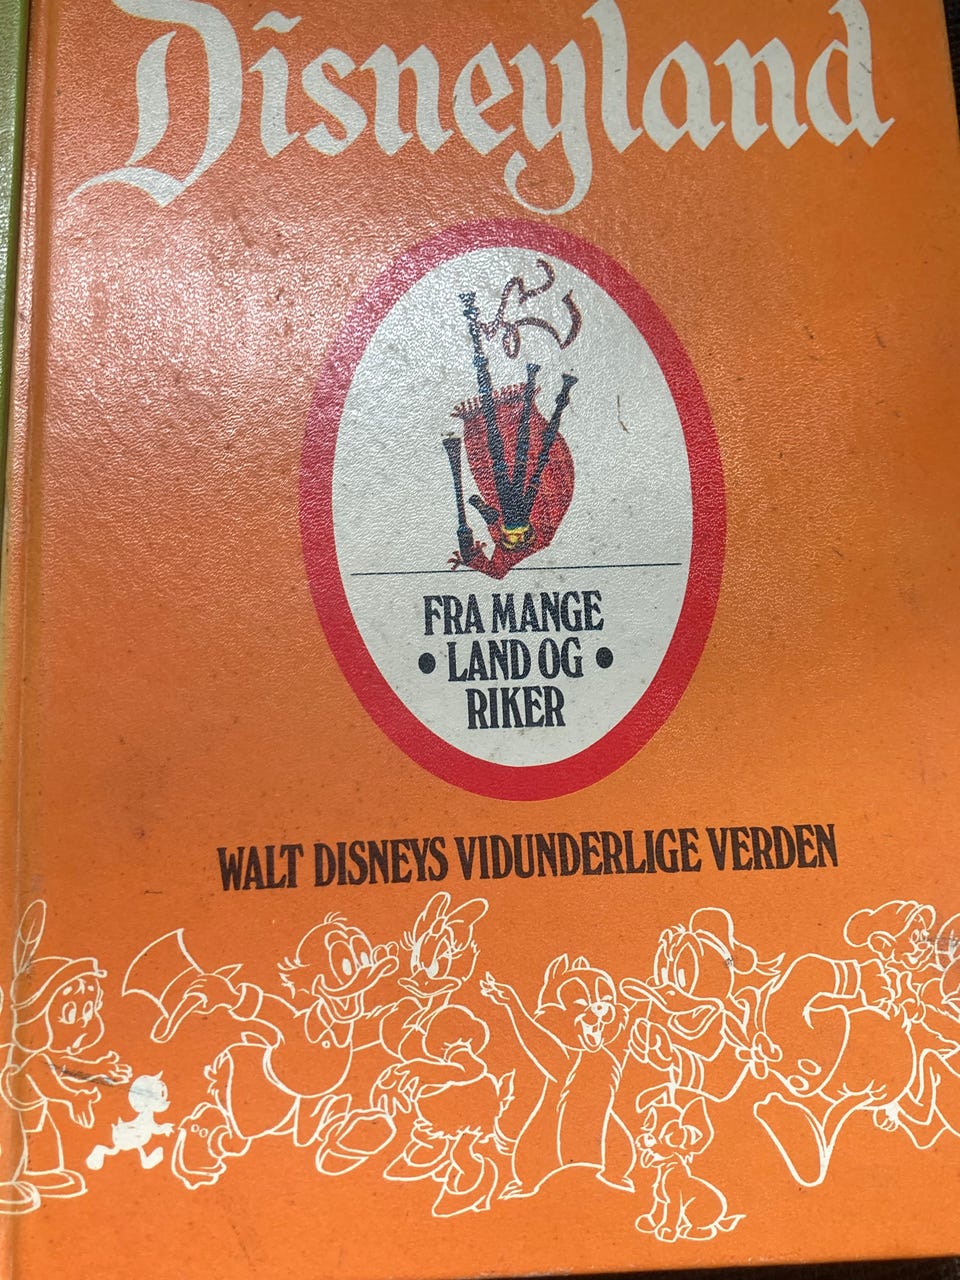 Disneyland
FRA MANGE
• LAND OG •
RIKER
WALT DISNEYS VIDUNDERLIGE VERDEN